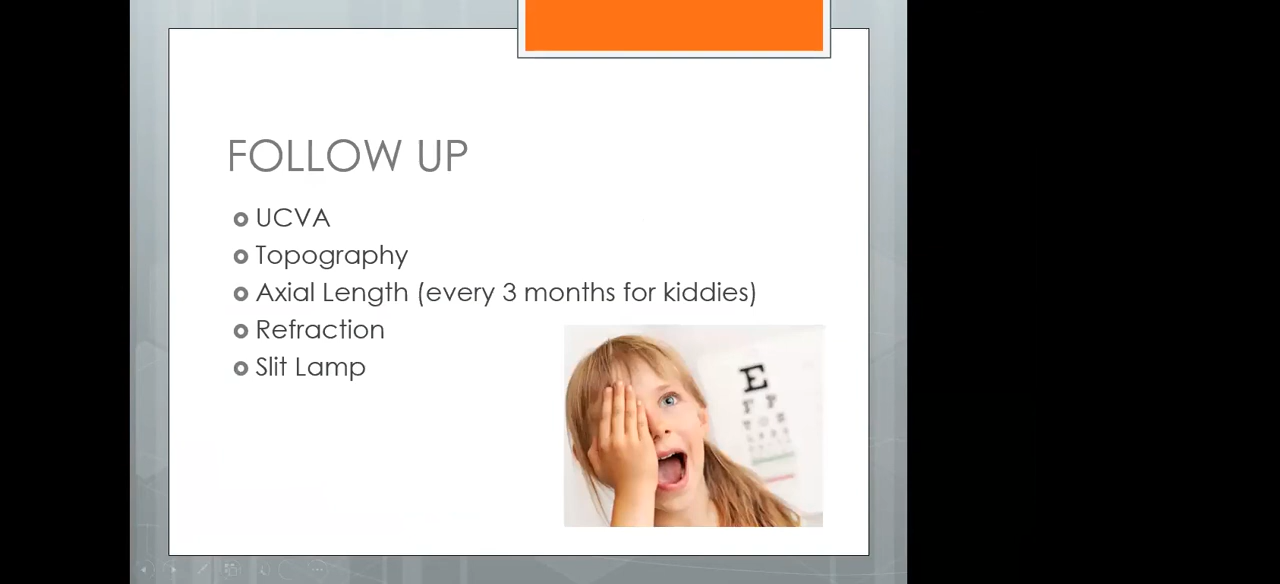 FOLLOW UP
UCVA
Topography
Axial Length (every 3 months for kiddies)
Refraction
Slit Lamp
E
F P